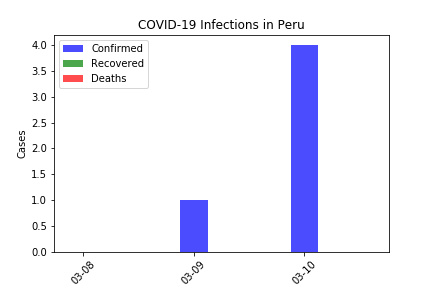 COVID-19 Infections in Peru
Confirmed
Recovered
Deaths
Cases
4.0
3.5
3.0
2.5
2.0
1.5
1.0
0.5
0.0
03-08
03-09
03-10